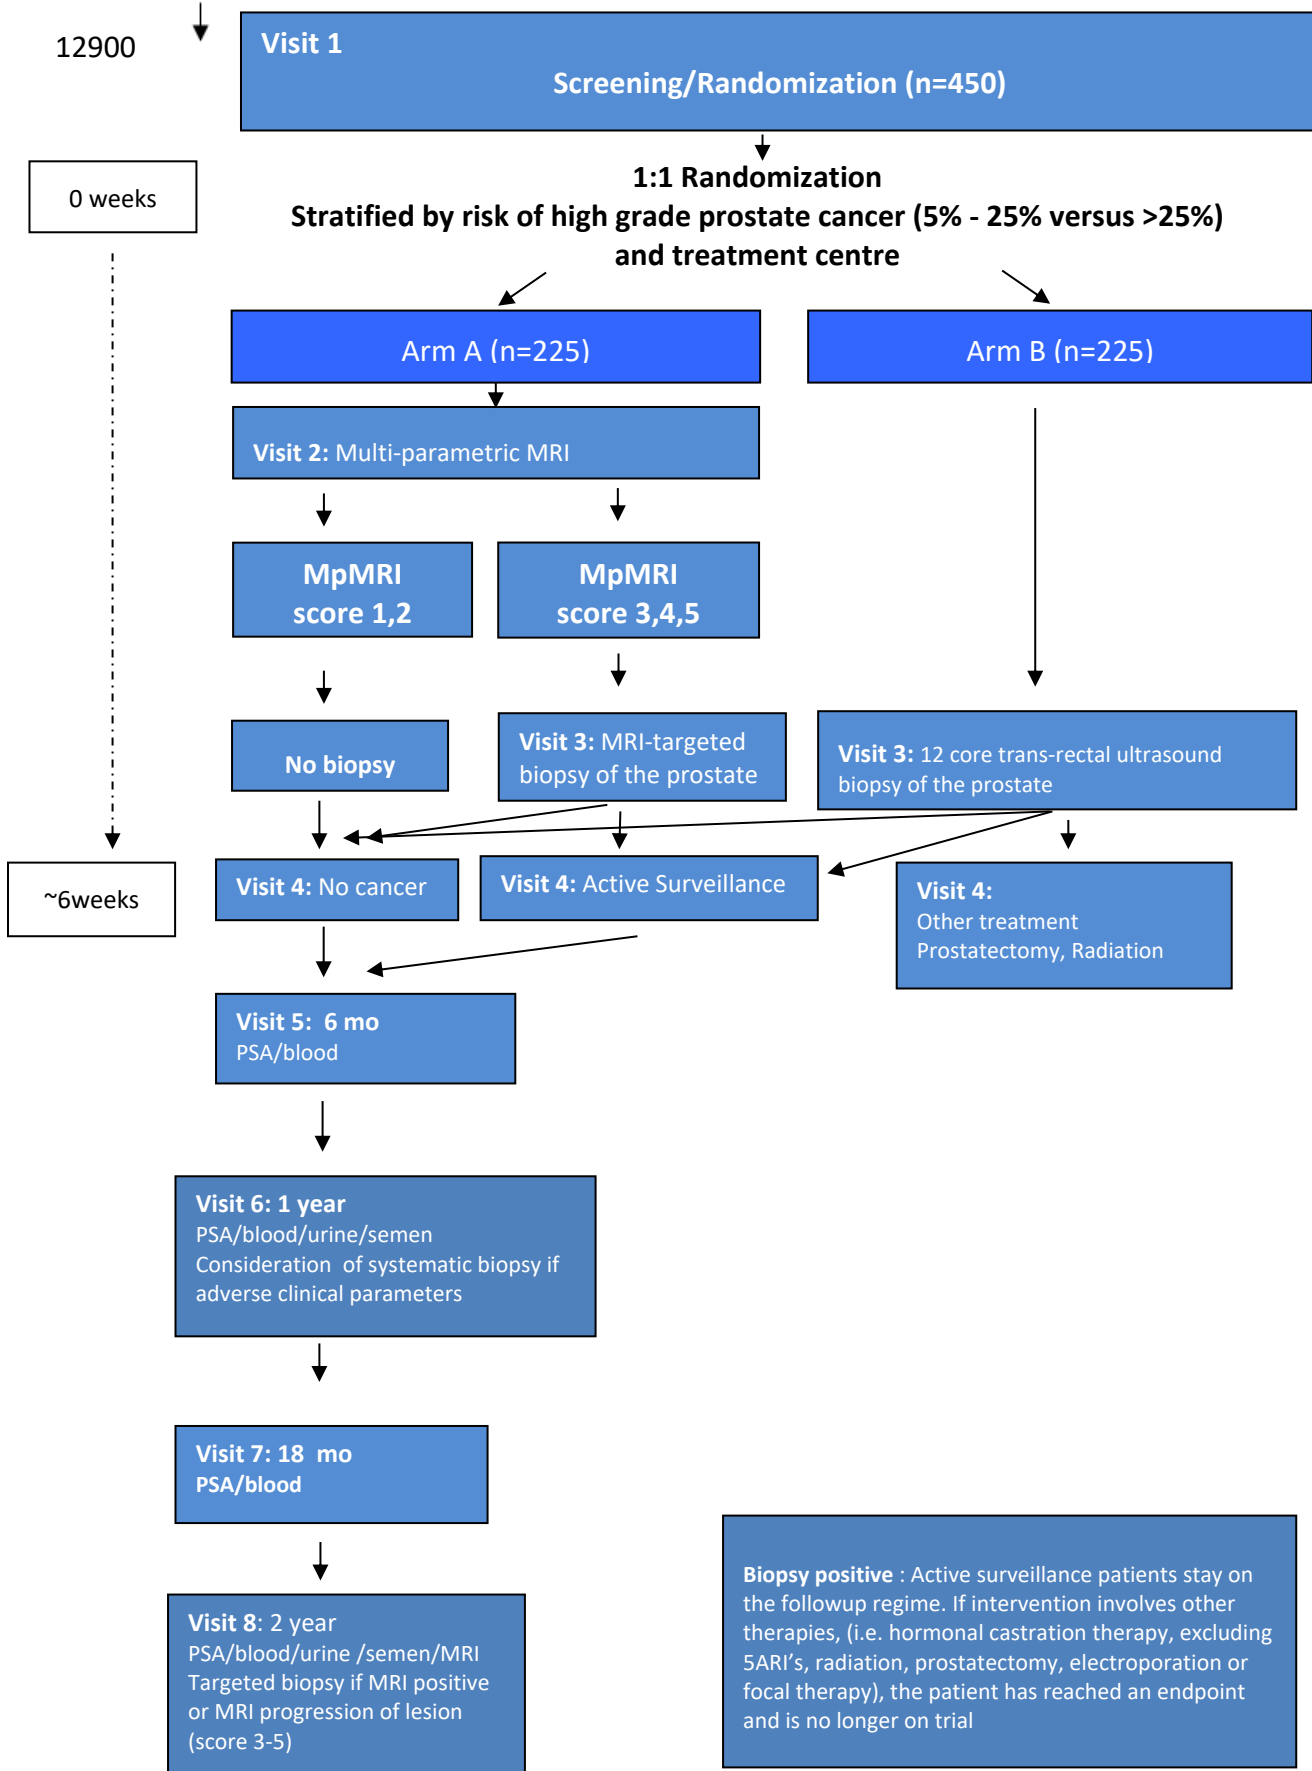 12900
Visit 1
Screening/Randomization (n=450)
0 weeks
1:1 Randomization
Stratified by risk of high grade prostate cancer (5% - 25% versus >25%)
and treatment centre
Arm A (n=225)
Arm B (n=225)
Visit 2: Multi-parametric MRI
MpMRI
score 1,2
MpMRI
score 3,4,5
No biopsy
Visit 3: MRI-targeted
biopsy of the prostate
Visit 3: 12 core trans-rectal ultrasound
biopsy of the prostate
~6weeks
Visit 4: No cancer
Visit 4: Active Surveillance
Visit 4:
Other treatment
Prostatectomy, Radiation
Visit 5: 6 mo
PSA/blood
Visit 6: 1 year
PSA/blood/urine/semen
Consideration of systematic biopsy if
adverse clinical parameters
Visit 7: 18 mo
PSA/blood
Visit 8: 2 year
PSA/blood/urine /semen/MRI
Targeted biopsy if MRI positive
or MRI progression of lesion
(score 3-5)
Biopsy positive : Active surveillance patients stay on
the followup regime. If intervention involves other
therapies, (i.e. hormonal castration therapy, excluding
5ARI's, radiation, prostatectomy, electroporation or
focal therapy), the patient has reached an endpoint
and is no longer on trial